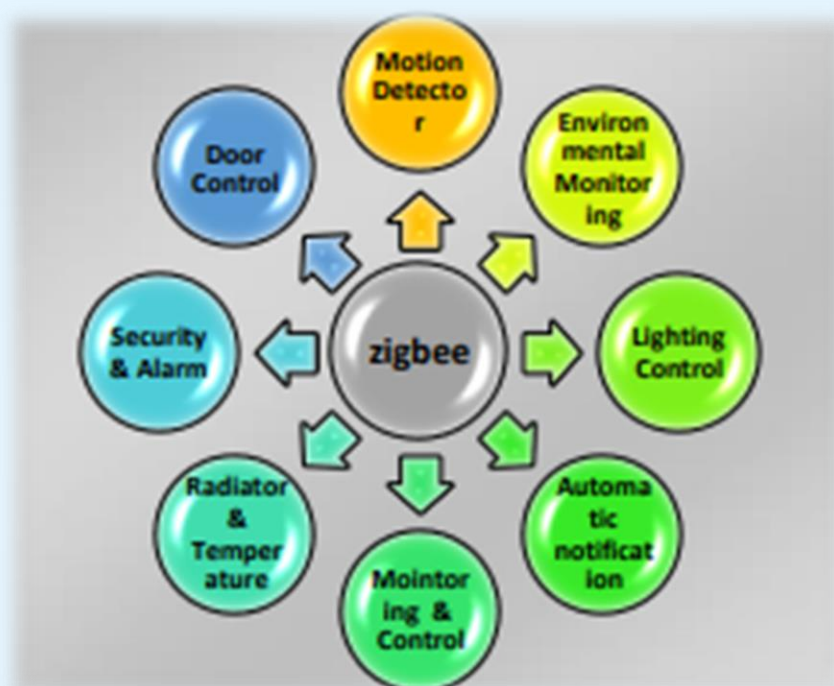 Motion
Detecto
r
Door
Control
Environ
mental
Monitor
ing
Security
& Alarm
zigbee
Lighting
Control
Radiator
&
Temper
ature
Automa
tic
notificat
ion
Mointor
ing &
Control